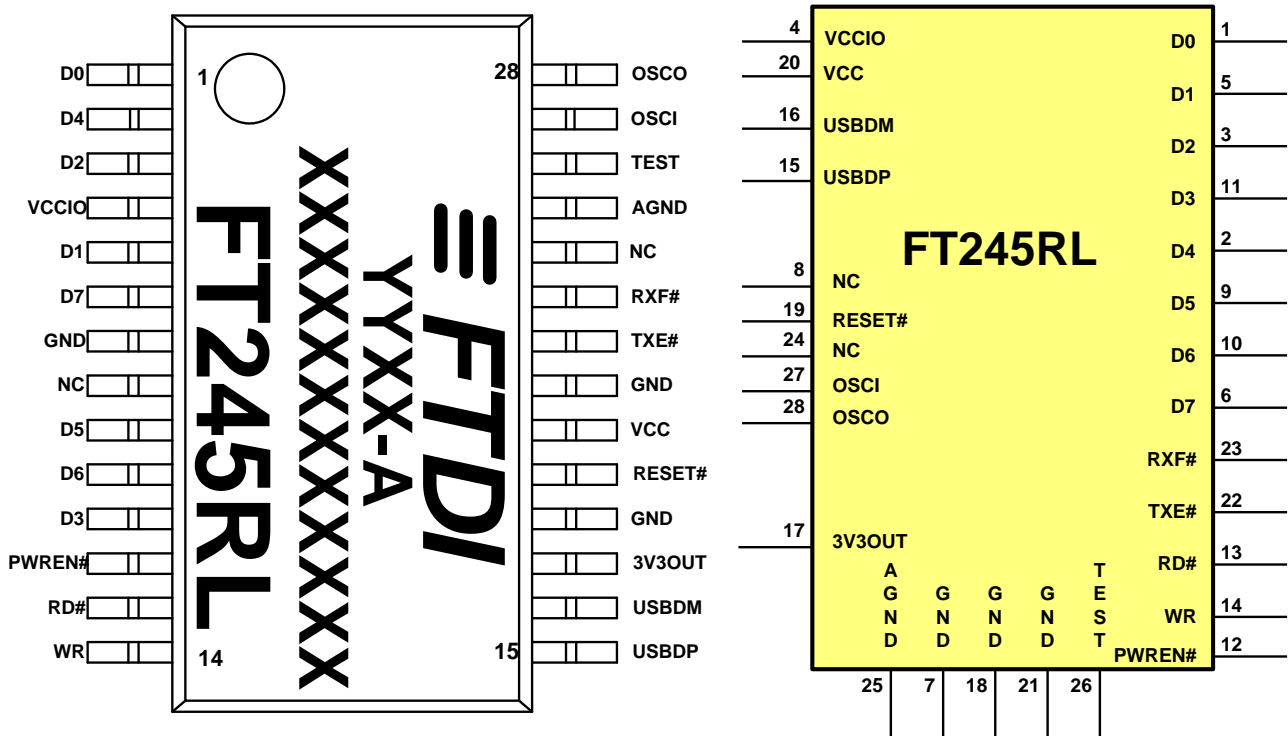 D0
D4
D2
VCCIO
D1
D7
GND
NC
D5
D6
D3
PWREN#
RD#
WR
1
28
14
15
FT245RL
XXXXXXXXXXXX
YYXX-A
FTDI
OSCO
OSCI
TEST
AGND
NC
RXF#
TXE#
GND
VCC
RESET#
GND
3V3OUT
USBDM
USBDP
4 VCCIO
20 VCC
16 USBDM
15 USBDP
8 NC
19 RESET#
24 NC
27 OSCI
28 OSCO
17 3V3OUT
FT245RL
D0 1
D1 5
D2 3
D3 11
D4 2
D5 9
D6 10
D7 6
RXF# 23
TXE# 22
RD# 13
WR 14
PWREN# 12
AGND
GND
GND
GND
TEST
25 7 18 21 26